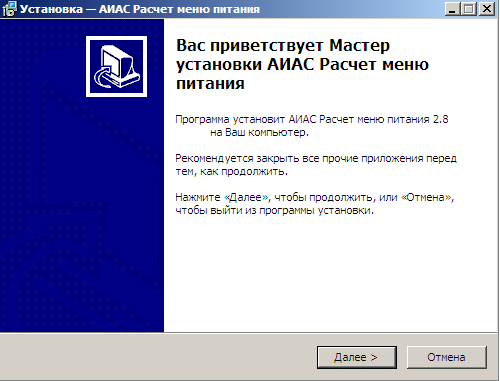 Установка — АИАС Расчет меню питания
Вас приветствует Мастер
установки АИАС Расчет меню
питания
Программа установит АИАС Расчет меню питания 2.8
на Ваш компьютер.
Рекомендуется закрыть все прочие приложения перед
тем, как продолжить.
Нажмите «Далее», чтобы продолжить, или «Отмена»,
чтобы выйти из программы установки.
Далее >
Отмена